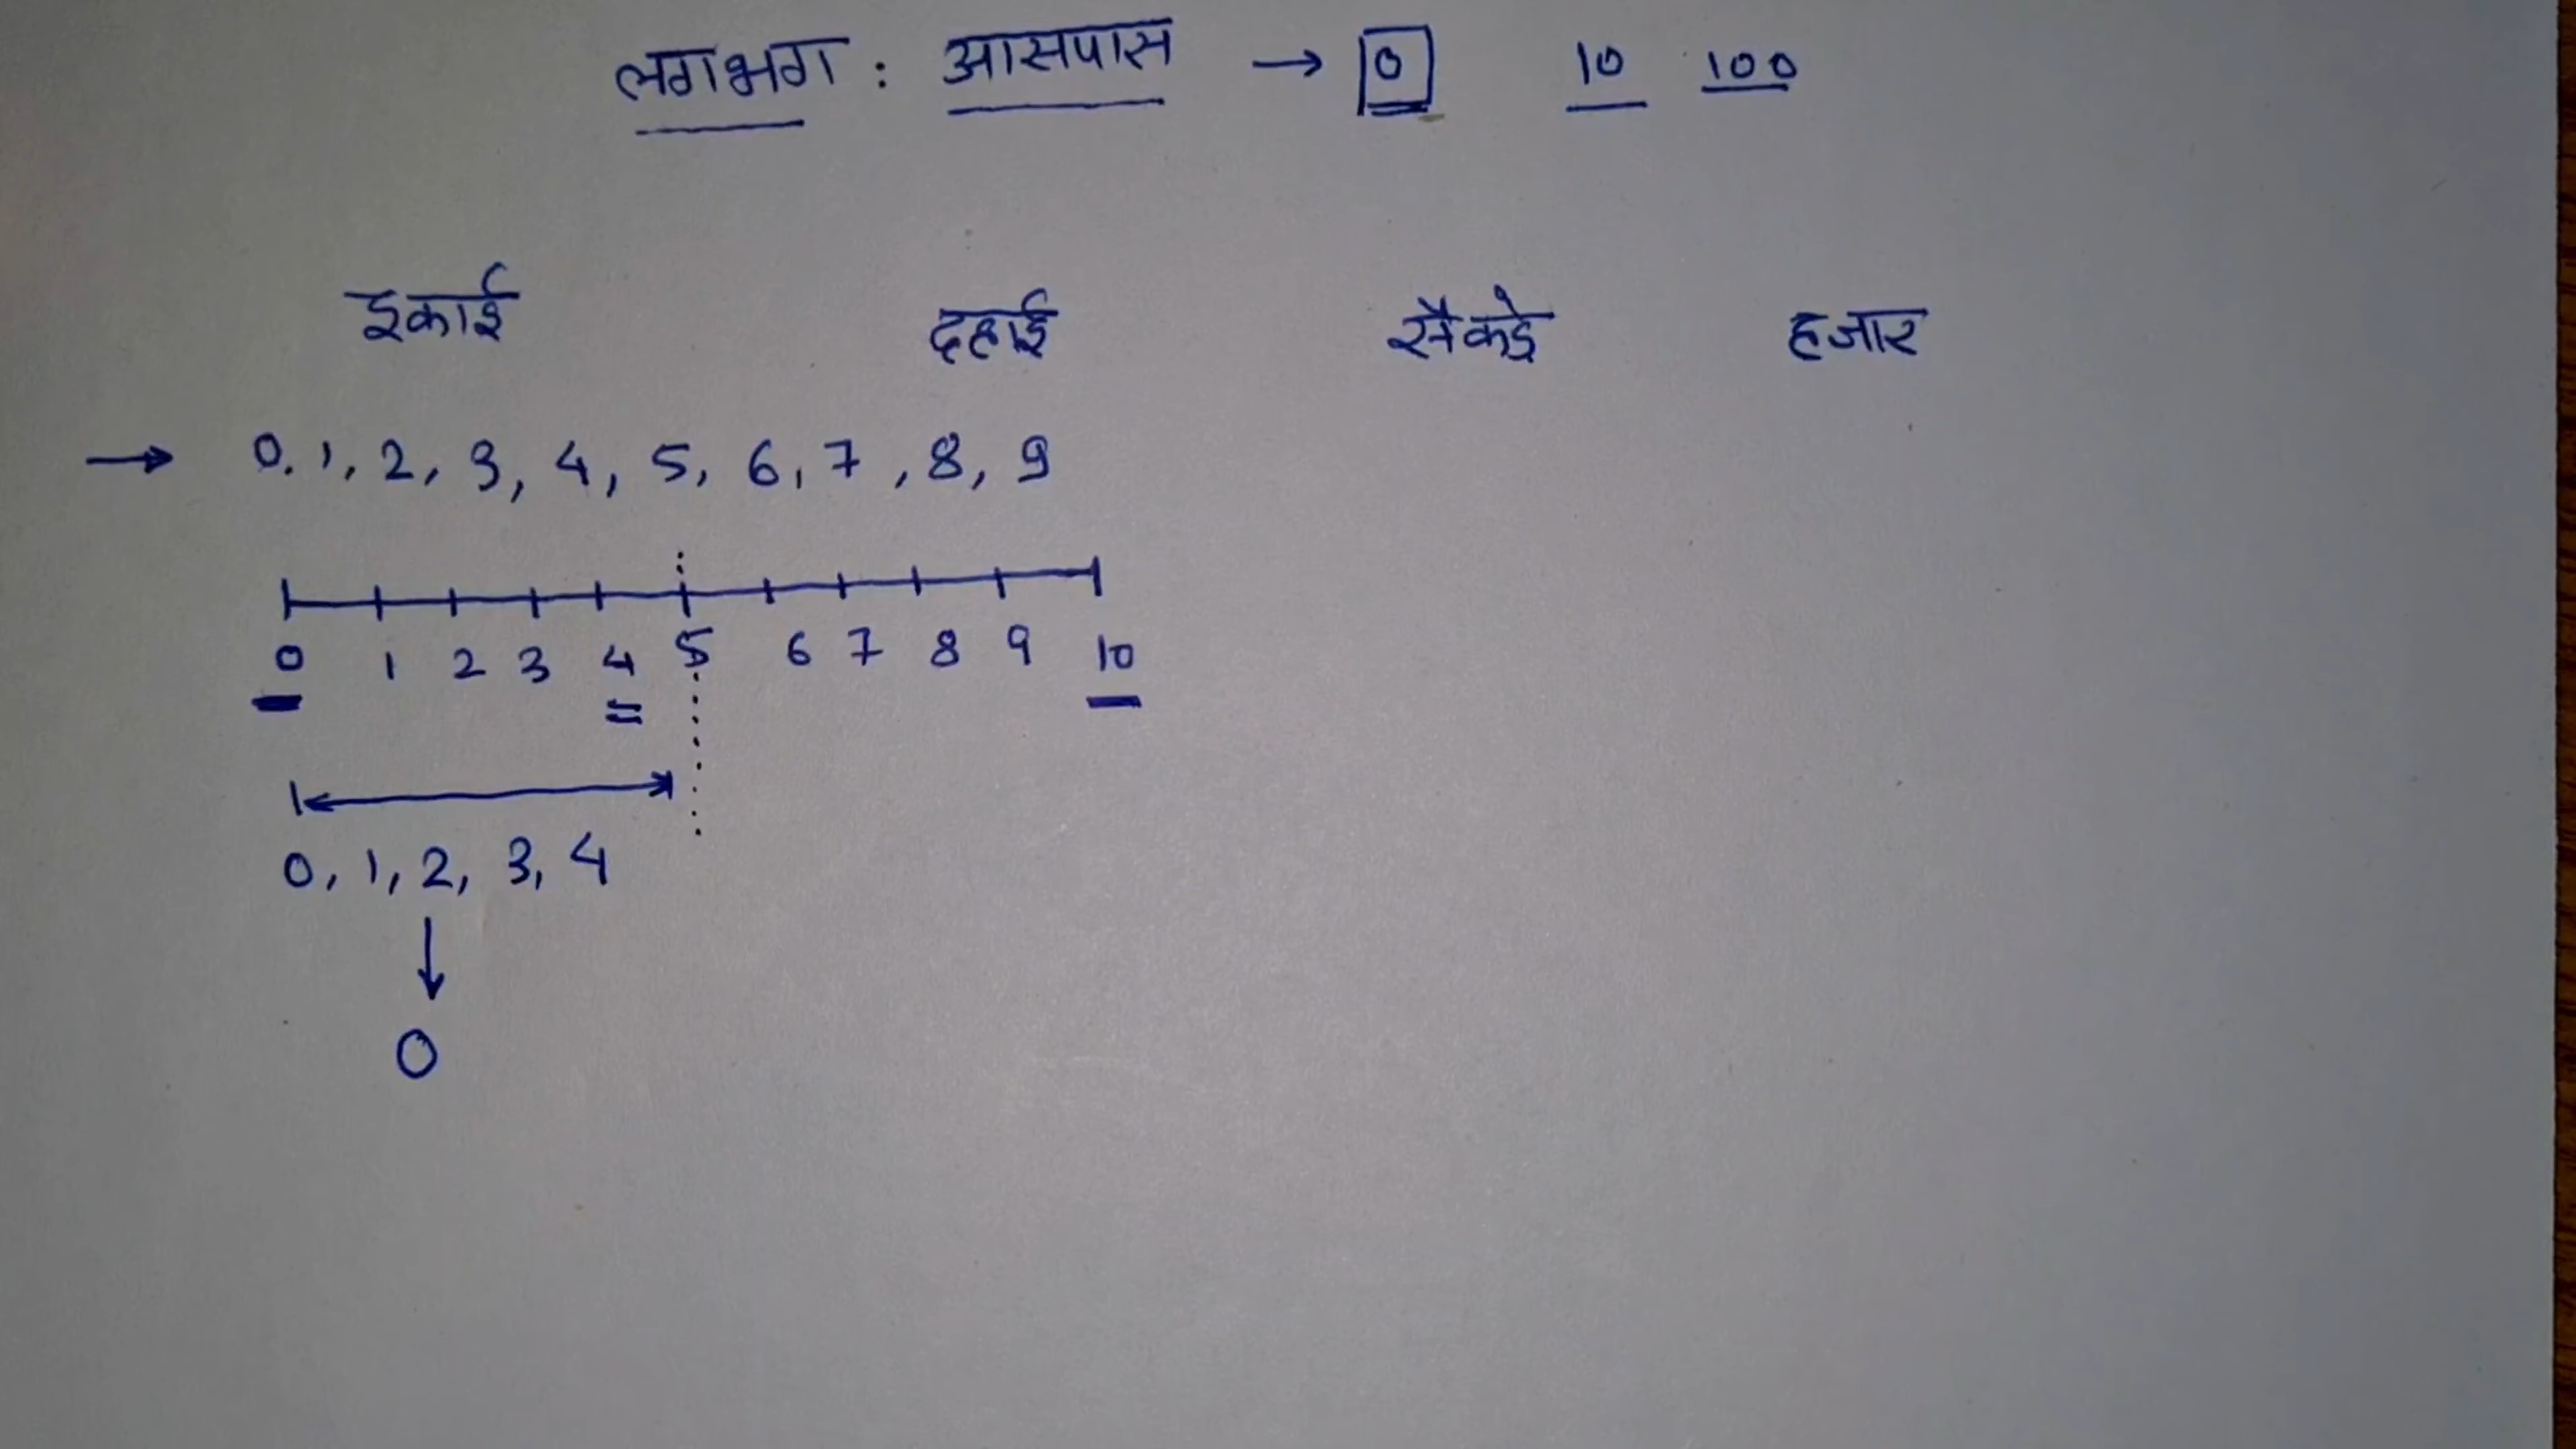 लगभग : आसपास → 0 10 100
इकाई दहाई सैकड़े हजार
→ 0, 1, 2, 3, 4, 5, 6, 7, 8, 9
0 1 2 3 4 5 6 7 8 9 10
0, 1, 2, 3, 4
↓
0